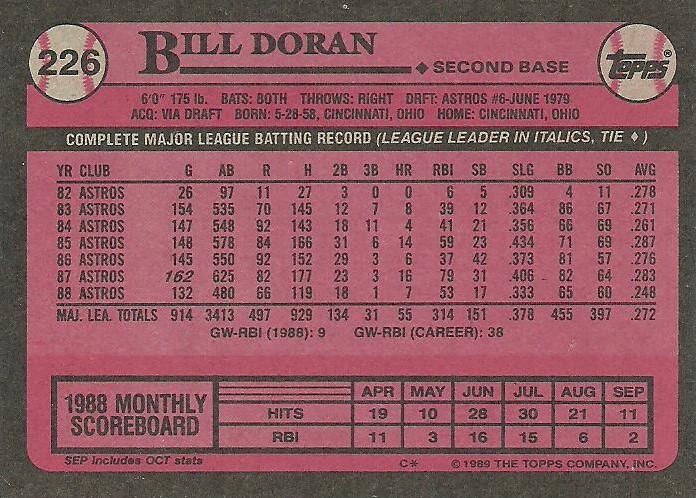 226
BILL DORAN
◆ SECOND BASE
TOPPS®
6'0" 175 lb. BATS: BOTH THROWS: RIGHT DRFT: ASTROS #6-JUNE 1979
ACQ: VIA DRAFT BORN: 5-28-58, CINCINNATI, OHIO HOME: CINCINNATI, OHIO
COMPLETE MAJOR LEAGUE BATTING RECORD (LEAGUE LEADER IN ITALICS, TIE ♦)
YR CLUB G AB R H 2B 3B HR RBI SB SLG BB SO AVG
82 ASTROS 26 97 11 27 3 0 0 6 5 .309 4 11 .278
83 ASTROS 154 535 70 145 12 7 8 39 12 .364 86 67 .271
84 ASTROS 147 548 92 143 18 11 4 41 21 .356 66 69 .261
85 ASTROS 148 578 84 166 31 6 14 59 23 .434 71 69 .287
86 ASTROS 145 550 92 152 29 3 6 37 42 .373 81 57 .276
87 ASTROS 162 625 82 177 23 3 16 79 31 .406 82 64 .283
88 ASTROS 132 480 66 119 18 1 7 53 17 .333 65 60 .248
MAJ. LEA. TOTALS 914 3413 497 929 134 31 55 314 151 .378 455 397 .272
GW-RBI (1988): 9 GW-RBI (CAREER): 38
1988 MONTHLY SCOREBOARD
APR MAY JUN JUL AUG SEP
HITS 19 10 28 30 21 11
RBI 11 3 16 15 6 2
SEP Includes OCT stats C* © 1989 THE TOPPS COMPANY, INC.